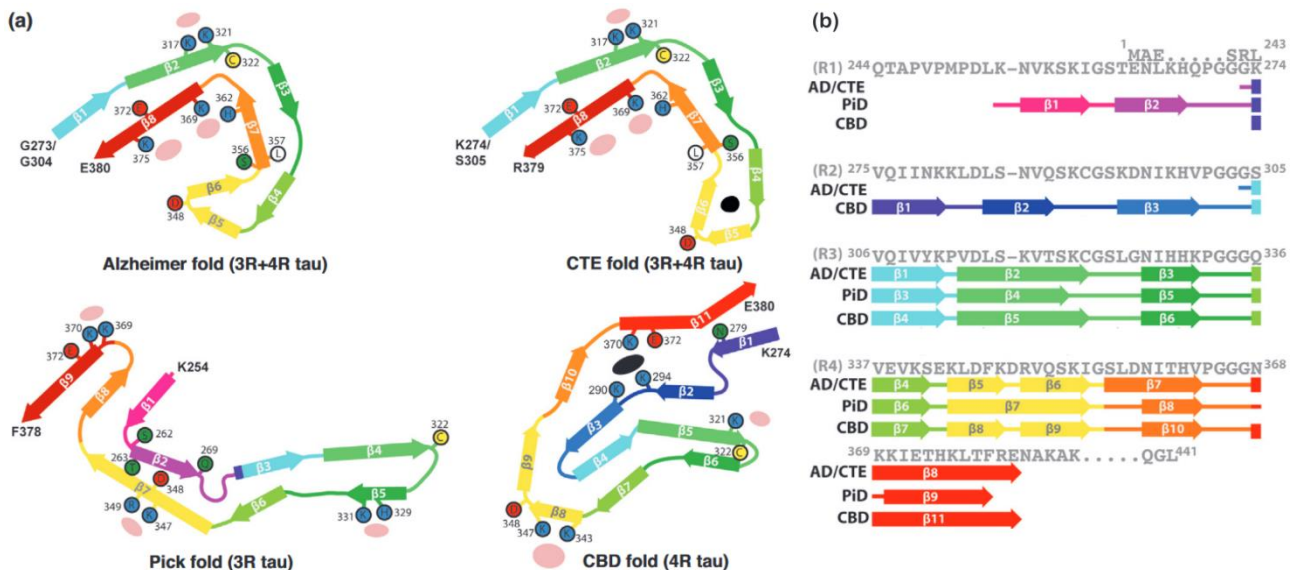 (a)
K
K
321
317
β2
C
322
β1
β3
372
E
β8
362
K
H
369
β7
K
375
G273/
G304
E380
356
S
357
L
β4
D
348
β6
β5
Alzheimer fold (3R+4R tau)
K
K
321
317
β2
C
322
β1
β3
372
E
β8
362
K
H
369
β7
K
375
K274/
S305
R379
L
357
S
356
β4
β6
348
D
β5
CTE fold (3R+4R tau)
370
K
K
369
372
E
β9
β8
F378
K254
β1
S
262
β2
263
T
269
Q
D
348
β7
349
R
K
347
β3
β4
322
C
β6
β5
331
K
H
329
Pick fold (3R tau)
E380
β11
370
K
E
372
N
279
β1
K274
β10
K
294
290
K
β2
β3
β4
β5
321
K
322
C
β6
β7
β9
348
D
β8
347
K
K
343
CBD fold (4R tau)
(b)
1
MAE.....SRL
243
(R1)
244
QTAPVPMPDLK-NVKSKIGSTENLKHQPGGGK
274
AD/CTE
PiD β1 β2
CBD
(R2)
275
VQIINKKLDLS-NVQSKCGSKDNIKHVPGGGS
305
AD/CTE
CBD β1 β2 β3
(R3)
306
VQIVYKPVDLS-KVTSKCGSLGNIHHKPGGGQ
336
AD/CTE β1 β2 β3
PiD β3 β4 β5
CBD β4 β5 β6
(R4)
337
VEVKSEKLDFKDRVQSKIGSLDNITHVPGGGN
368
AD/CTE β4 β5 β6 β7
PiD β6 β7 β8
CBD β7 β8 β9 β10
369
KKIETHKLTFRENAKAK.....QGL
441
AD/CTE β8
PiD β9
CBD β11